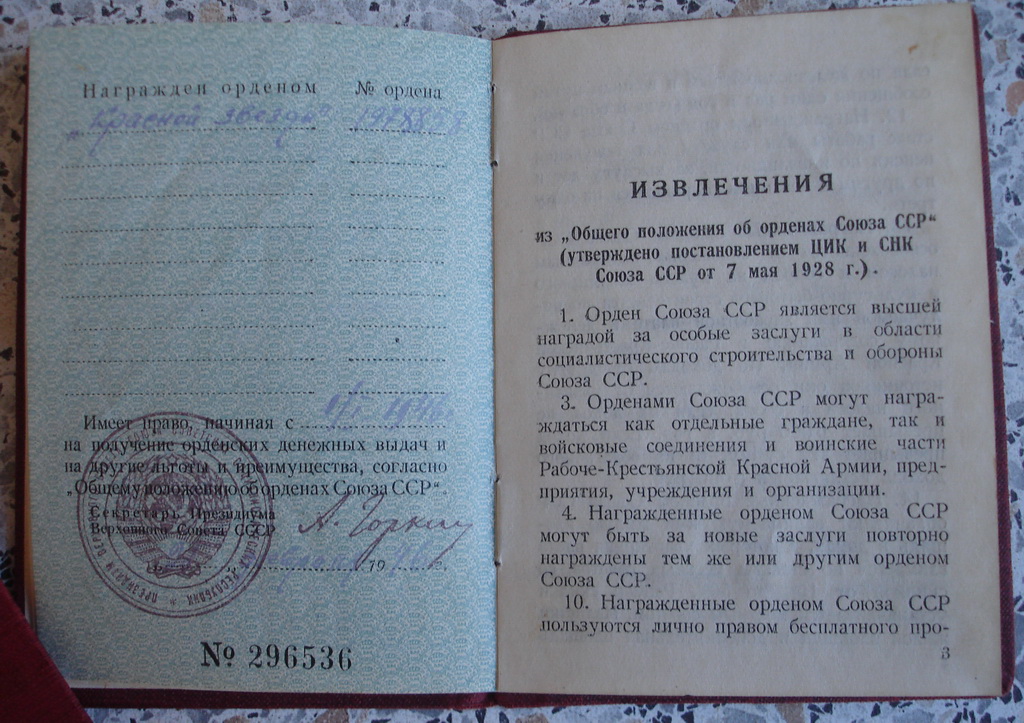 Награжден орденом № ордена
„Красной звезды"
Имеет право, начиная с
на получение орденских денежных выдач и
на другие льготы и преимущества, согласно
„Общему положению об орденах Союза ССР".
Секретарь Президиума
Верховного Совета СССР
А. Горкин
19
№ 296536
ИЗВЛЕЧЕНИЯ
из „Общего положения об орденах Союза ССР“
(утверждено постановлением ЦИК и СНК
Союза ССР от 7 мая 1928 г.).
1. Орден Союза ССР является высшей
наградой за особые заслуги в области
социалистического строительства и обороны
Союза ССР.
3. Орденами Союза ССР могут награ-
ждаться как отдельные граждане, так и
войсковые соединения и воинские части
Рабоче-Крестьянской Красной Армии, пред-
приятия, учреждения и организации.
4. Награжденные орденом Союза ССР
могут быть за новые заслуги повторно
награждены тем же или другим орденом
Союза ССР.
10. Награжденные орденом Союза ССР
пользуются лично правом бесплатного про-
3